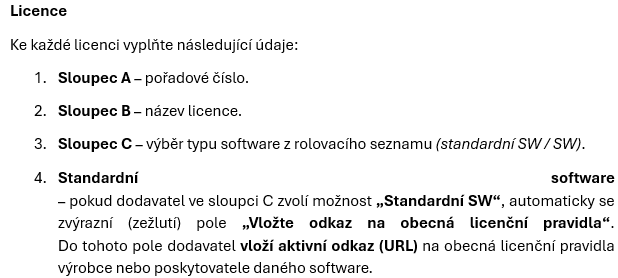 Licence
Ke každé licenci vyplňte následující údaje:
1. Sloupec A – pořadové číslo.
2. Sloupec B – název licence.
3. Sloupec C – výběr typu software z rolovacího seznamu (standardní SW / SW).
4. Standardní software
– pokud dodavatel ve sloupci C zvolí možnost „Standardní SW“, automaticky se
zvýrazní (zežlutí) pole „Vložte odkaz na obecná licenční pravidla“.
Do tohoto pole dodavatel vloží aktivní odkaz (URL) na obecná licenční pravidla
výrobce nebo poskytovatele daného software.